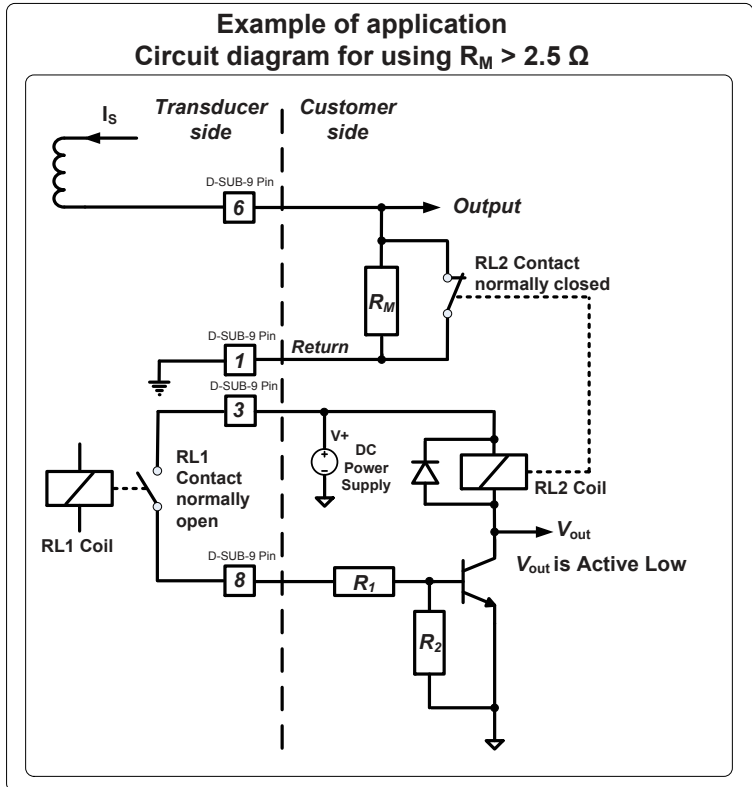 Example of application
Circuit diagram for using RM > 2.5 Ω
IS
Transducer side
Customer side
D-SUB-9 Pin
6
Output
RM
RL2 Contact
normally closed
D-SUB-9 Pin
1
Return
D-SUB-9 Pin
3
V+
+
−
DC
Power
Supply
RL1
Contact
normally
open
RL1 Coil
RL2 Coil
Vout
Vout is Active Low
D-SUB-9 Pin
8
R1
R2